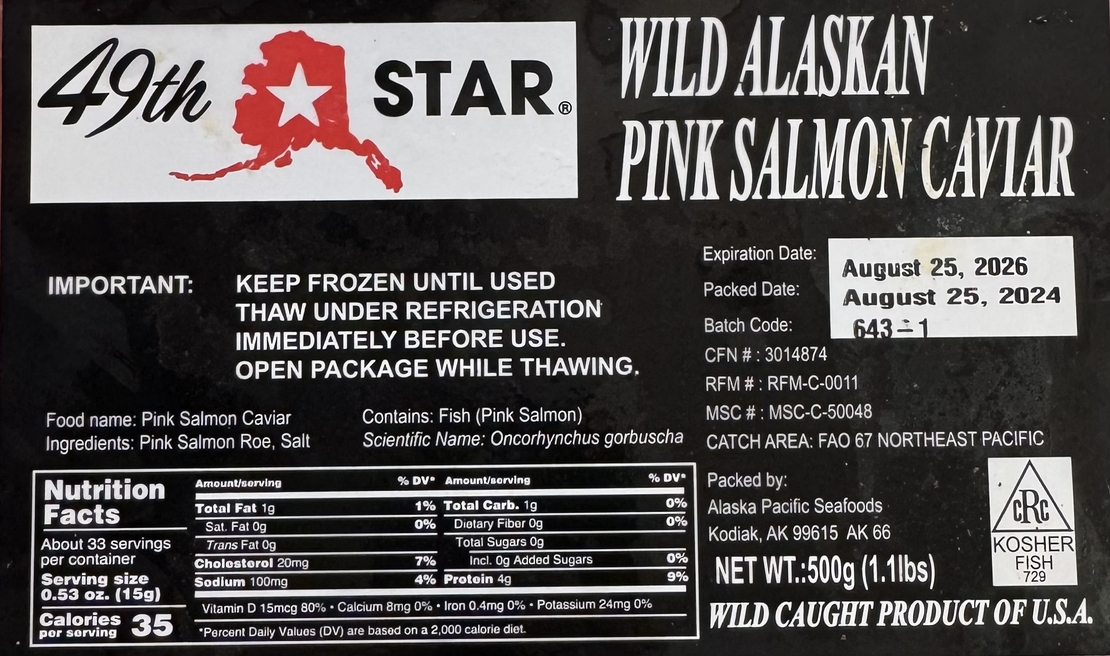 49th STAR®
WILD ALASKAN
PINK SALMON CAVIAR
IMPORTANT: KEEP FROZEN UNTIL USED
THAW UNDER REFRIGERATION
IMMEDIATELY BEFORE USE.
OPEN PACKAGE WHILE THAWING.
Expiration Date: August 25, 2026
Packed Date: August 25, 2024
Batch Code: 643-1
CFN # : 3014874
RFM # : RFM-C-0011
MSC # : MSC-C-50048
CATCH AREA: FAO 67 NORTHEAST PACIFIC
Food name: Pink Salmon Caviar
Ingredients: Pink Salmon Roe, Salt
Contains: Fish (Pink Salmon)
Scientific Name: Oncorhynchus gorbuscha
Nutrition
Facts
About 33 servings
per container
Serving size
0.53 oz. (15g)
Calories
per serving 35
Amount/serving % DV*
Total Fat 1g 1%
Sat. Fat 0g 0%
Trans Fat 0g
Cholesterol 20mg 7%
Sodium 100mg 4%
Amount/serving % DV*
Total Carb. 1g 0%
Dietary Fiber 0g 0%
Total Sugars 0g
Incl. 0g Added Sugars 0%
Protein 4g 9%
Vitamin D 15mcg 80% • Calcium 8mg 0% • Iron 0.4mg 0% • Potassium 24mg 0%
*Percent Daily Values (DV) are based on a 2,000 calorie diet.
Packed by:
Alaska Pacific Seafoods
Kodiak, AK 99615 AK 66
CRC
KOSHER
FISH
729
NET WT.:500g (1.1lbs)
WILD CAUGHT PRODUCT OF U.S.A.